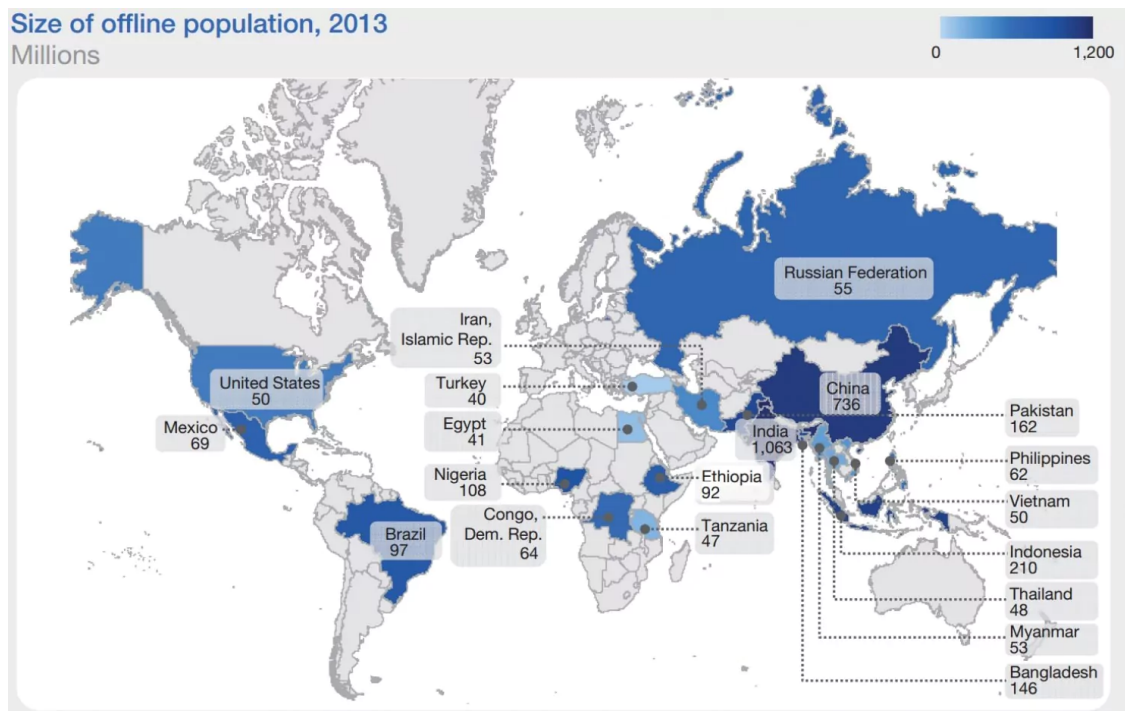 Size of offline population, 2013
Millions
0
1,200
Russian Federation
55
Iran,
Islamic Rep.
53
United States
50
Turkey
40
China
736
Mexico
69
Egypt
41
India
1,063
Pakistan
162
Nigeria
108
Ethiopia
92
Philippines
62
Congo,
Dem. Rep.
64
Tanzania
47
Brazil
97
Vietnam
50
Indonesia
210
Thailand
48
Myanmar
53
Bangladesh
146